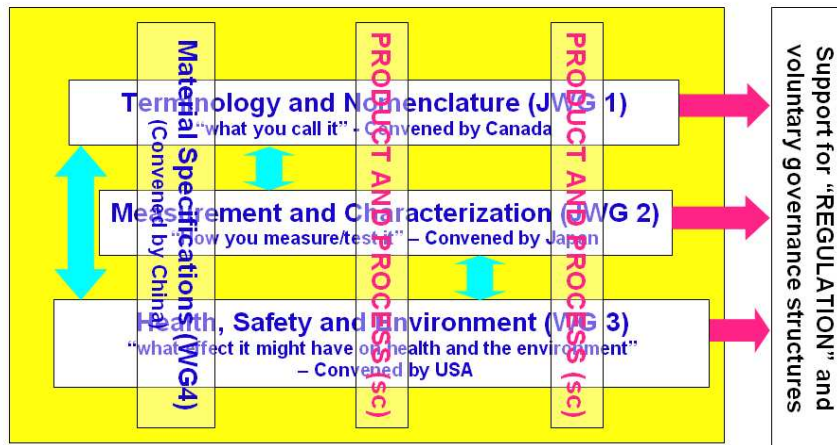 Terminology and Nomenclature (JWG 1)
“what you call it” - Convened by Canada
Measurement and Characterization (JWG 2)
“how you measure/test it” – Convened by Japan
Health, Safety and Environment (WG 3)
“what effect it might have on health and the environment”
– Convened by USA
Material Specifications (WG4)
(Convened by China)
PRODUCT AND PROCESS (sc)
PRODUCT AND PROCESS (sc)
Support for “REGULATION” and
voluntary governance structures